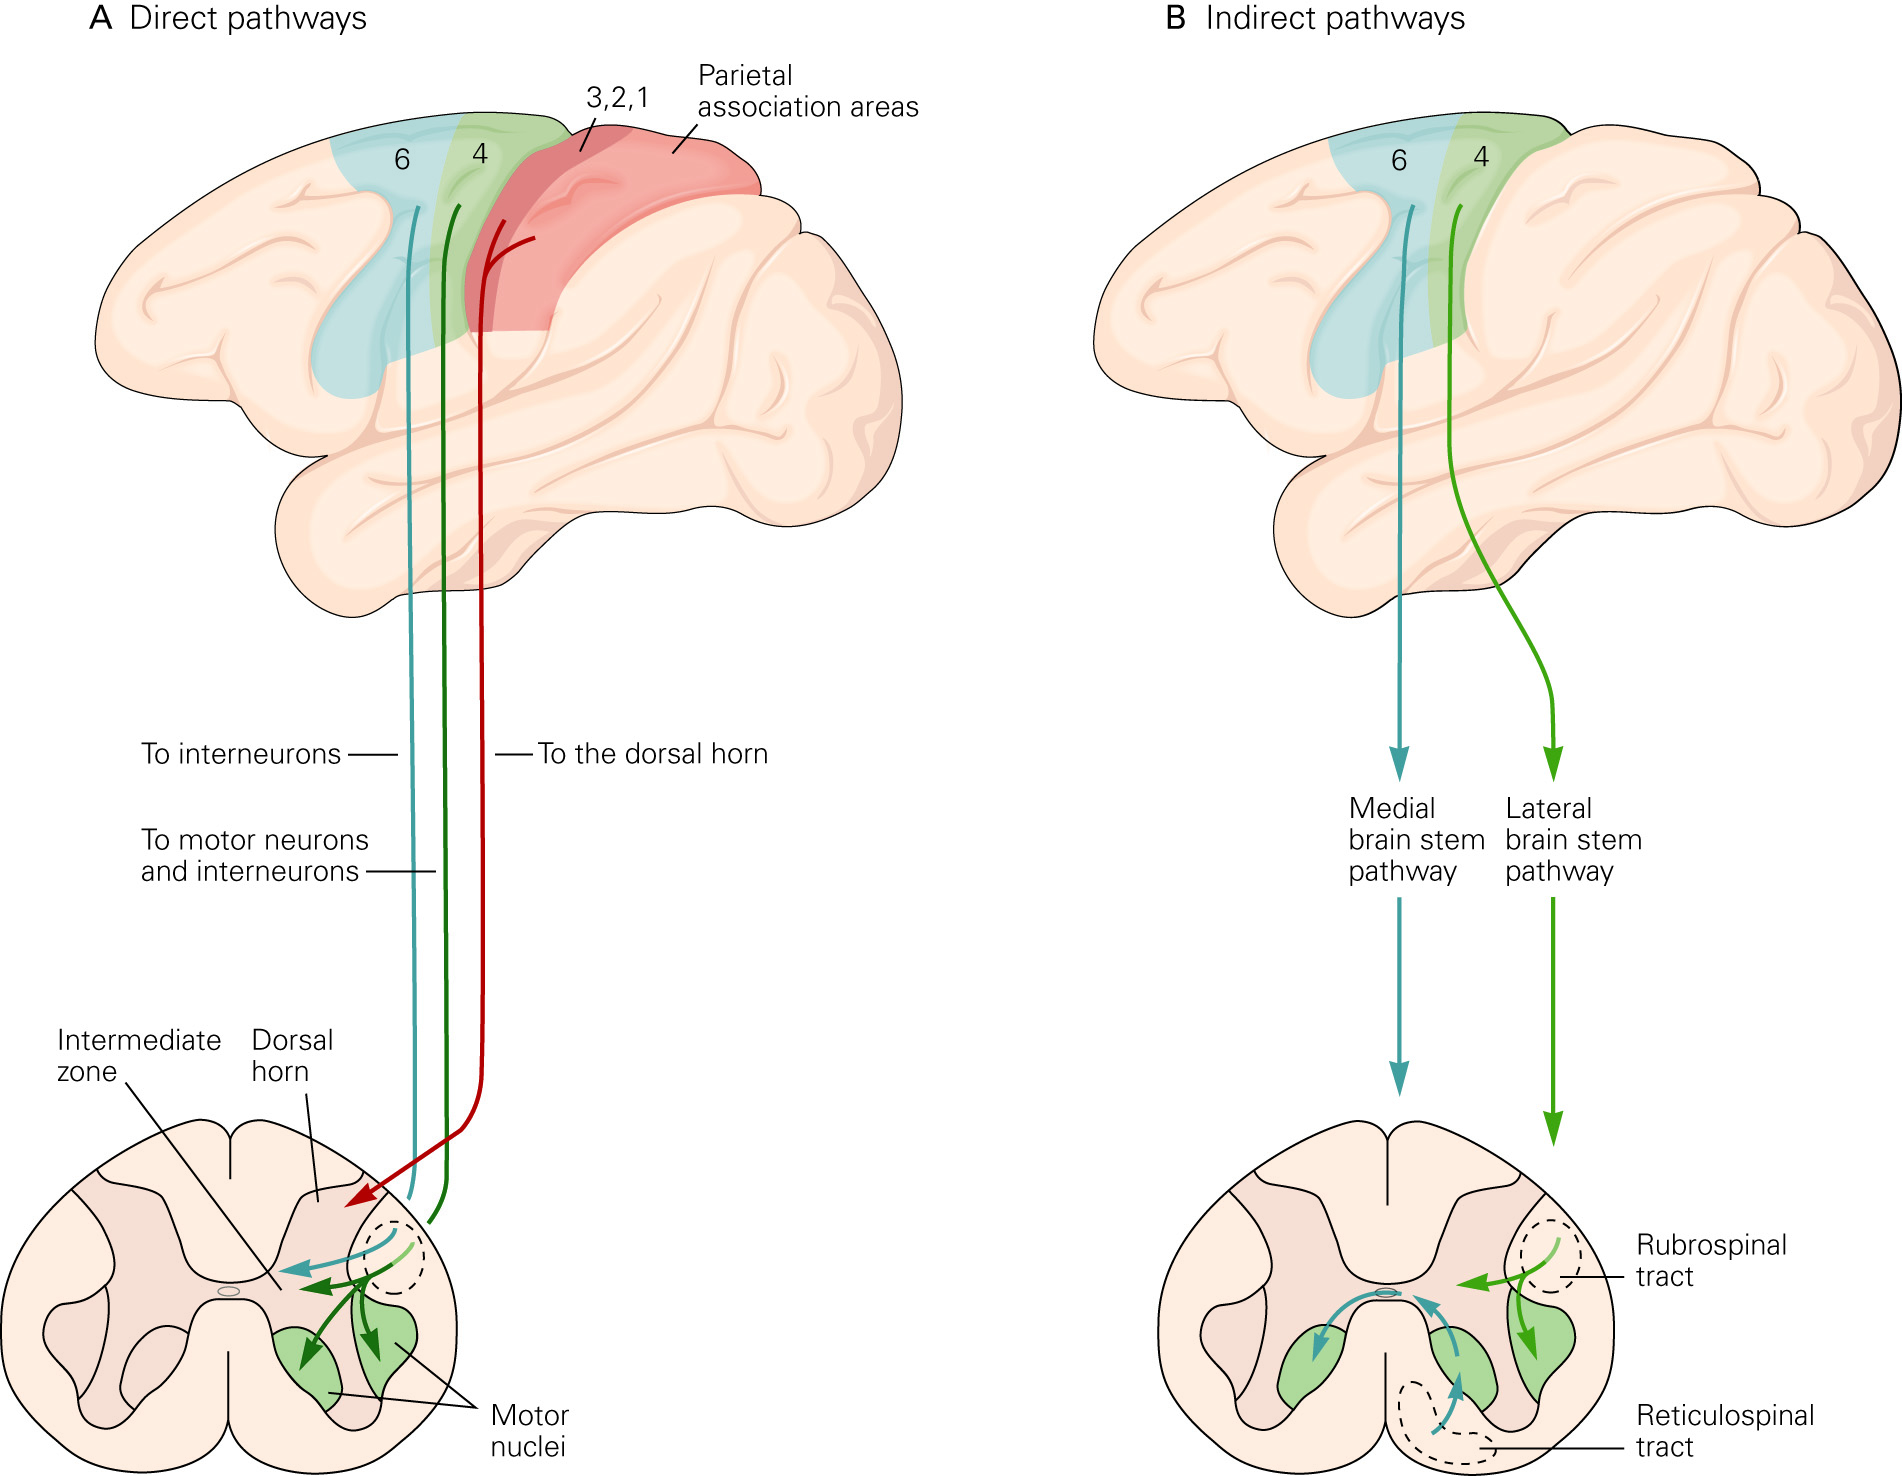 A Direct pathways
3,2,1
Parietal
association areas
6
4
To interneurons
To the dorsal horn
To motor neurons
and interneurons
Intermediate
zone
Dorsal
horn
Motor
nuclei
B Indirect pathways
6
4
Medial
brain stem
pathway
Lateral
brain stem
pathway
Rubrospinal
tract
Reticulospinal
tract